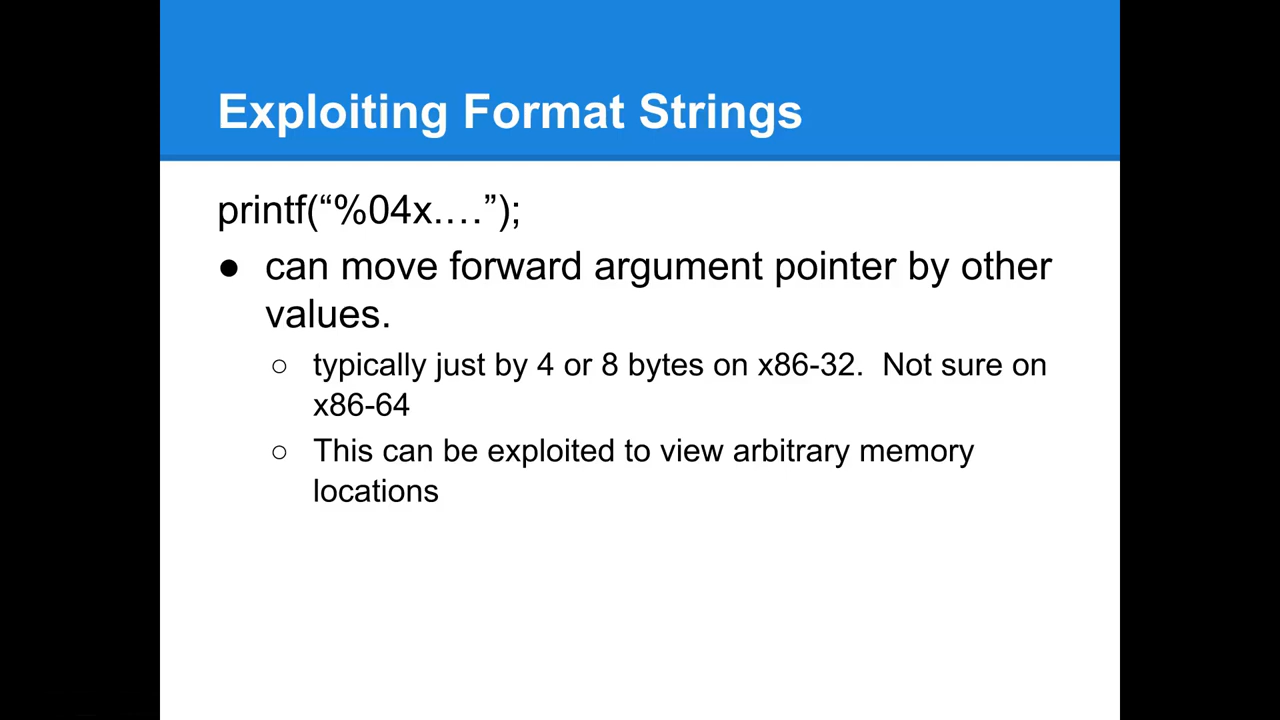 Exploiting Format Strings
printf(“%04x.…”);
● can move forward argument pointer by other
values.
○ typically just by 4 or 8 bytes on x86-32.  Not sure on
x86-64
○ This can be exploited to view arbitrary memory
locations